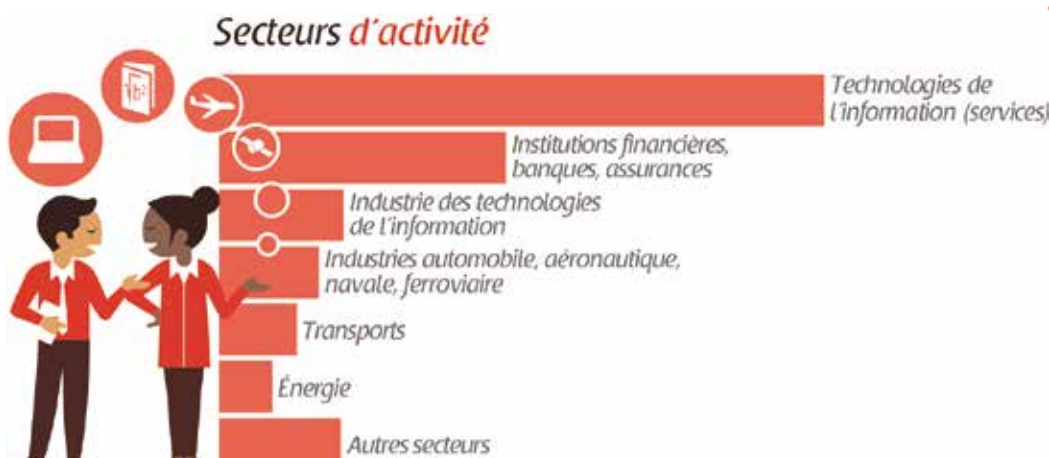 Secteurs d'activité
Technologies de
l'information (services)
Institutions financières,
banques, assurances
Industrie des technologies
de l'information
Industries automobile, aéronautique,
navale, ferroviaire
Transports
Énergie
Autres secteurs